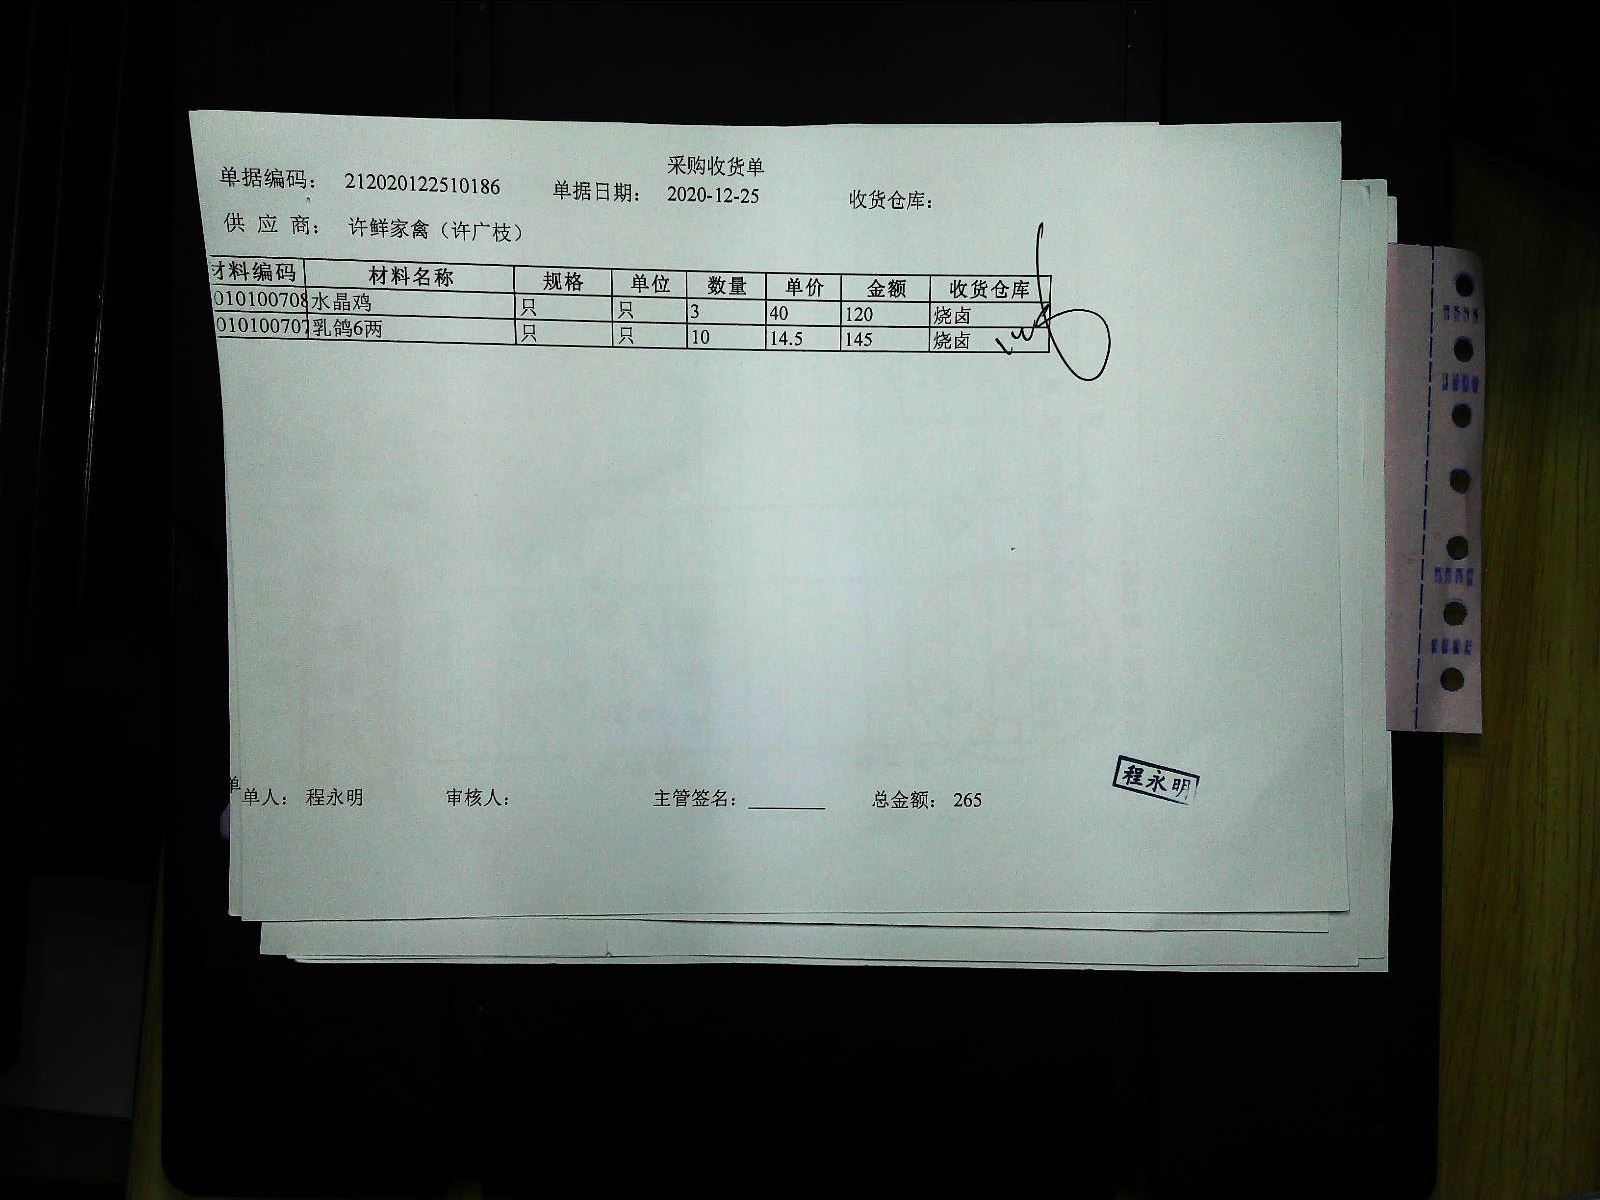 采购收货单
单据编码： 212020122510186 单据日期： 2020-12-25 收货仓库：
供 应 商： 许鲜家禽（许广枝）
材料编码 材料名称 规格 单位 数量 单价 金额 收货仓库
010100708 水晶鸡 只 只 3 40 120 烧卤
010100707 乳鸽6两 只 只 10 14.5 145 烧卤
单
单人： 程永明 审核人： 主管签名： 总金额： 265
程永明